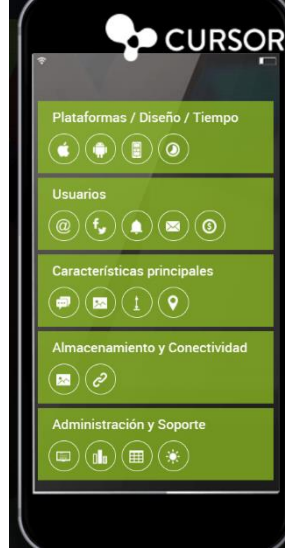 CURSOR
Plataformas / Diseño / Tiempo
Usuarios
Características principales
Almacenamiento y Conectividad
Administración y Soporte